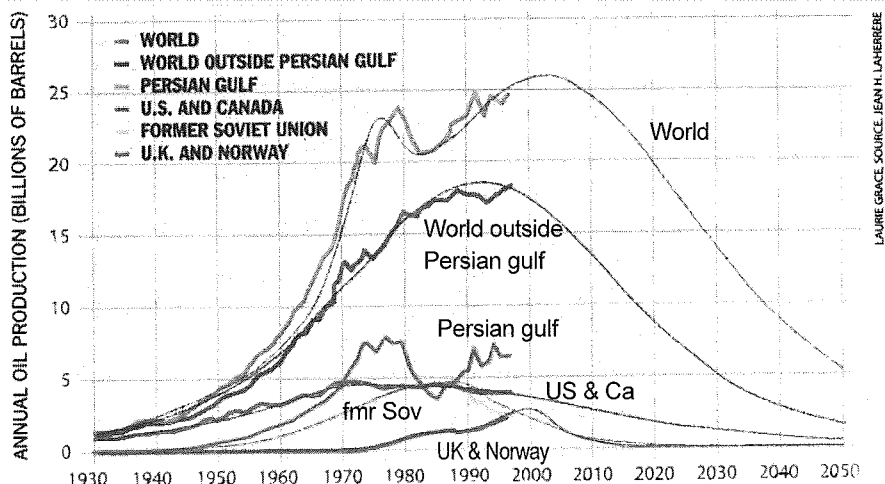 ANNUAL OIL PRODUCTION (BILLIONS OF BARRELS)
30
25
20
15
10
5
0
WORLD
WORLD OUTSIDE PERSIAN GULF
PERSIAN GULF
U.S. AND CANADA
FORMER SOVIET UNION
U.K. AND NORWAY
World
World outside
Persian gulf
Persian gulf
US & Ca
fmr Sov
UK & Norway
1930 1940 1950 1960 1970 1980 1990 2000 2010 2020 2030 2040 2050
LAURIE GRACE, SOURCE, JEAN H. LAHERRÈRE